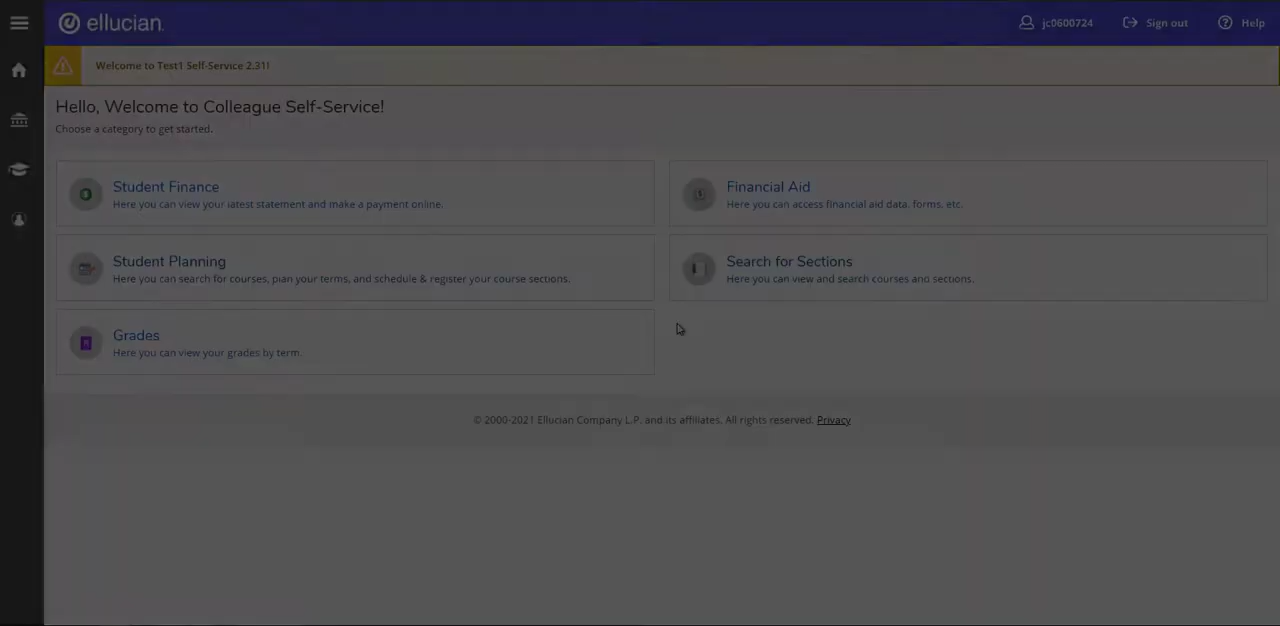 ellucian.
jc0600724
Sign out
Help
Welcome to Test1 Self-Service 2.31!
Hello, Welcome to Colleague Self-Service!
Choose a category to get started.
Student Finance
Here you can view your latest statement and make a payment online.
Financial Aid
Here you can access financial aid data, forms, etc.
Student Planning
Here you can search for courses, plan your terms, and schedule & register your course sections.
Search for Sections
Here you can view and search courses and sections.
Grades
Here you can view your grades by term.
© 2000-2021 Ellucian Company L.P. and its affiliates. All rights reserved. Privacy